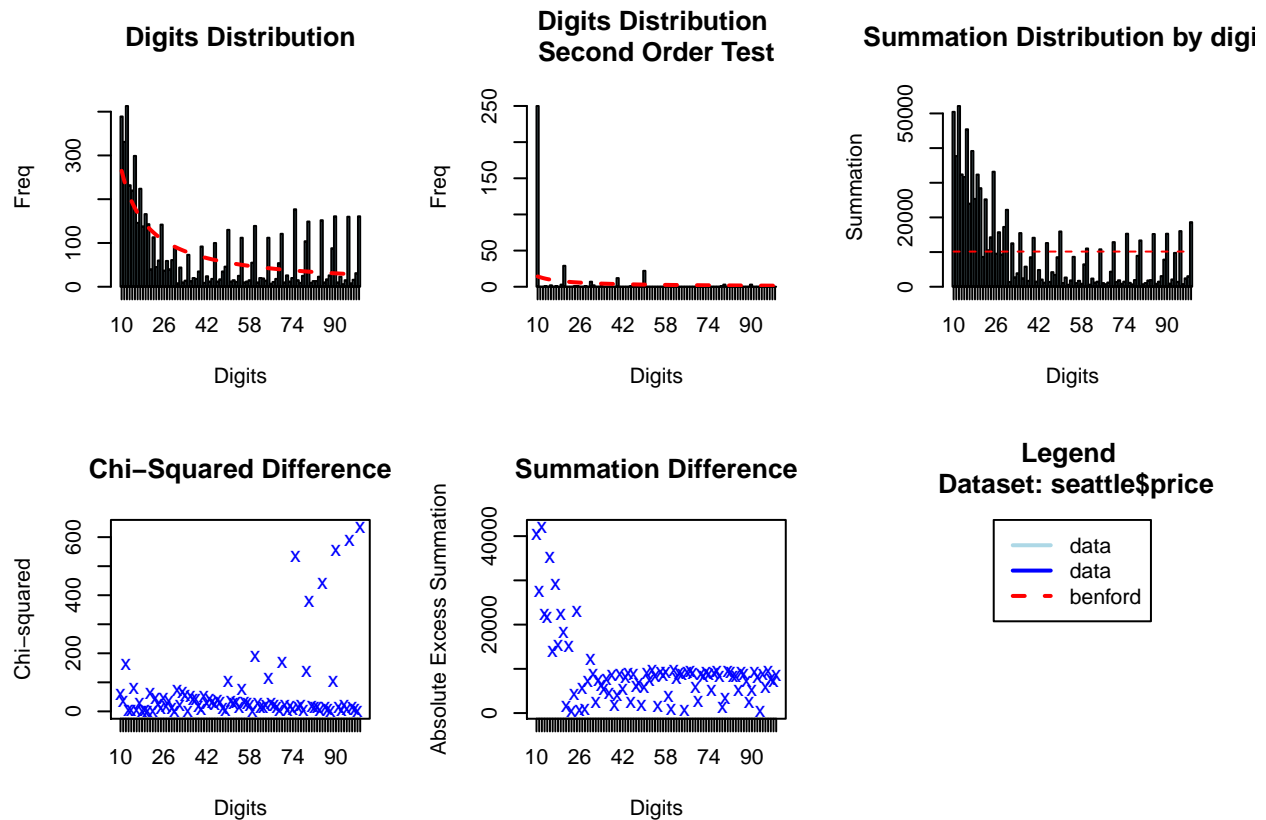 Digits Distribution
Freq
0
100
300
10 26 42 58 74 90
Digits
Digits Distribution
Second Order Test
Freq
0
50
150
250
10 26 42 58 74 90
Digits
Summation Distribution by digi
Summation
0
20000
50000
10 26 42 58 74 90
Digits
Chi−Squared Difference
Chi−squared
0
200
400
600
10 26 42 58 74 90
Digits
Summation Difference
Absolute Excess Summation
0
20000
40000
10 26 42 58 74 90
Digits
Legend
Dataset: seattle$price
data
data
benford